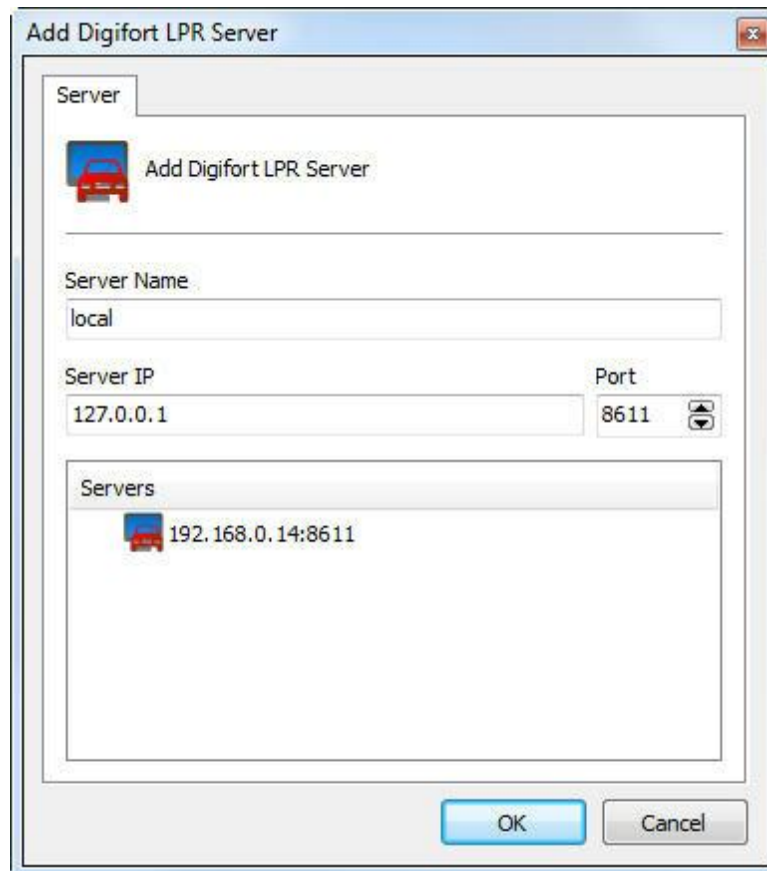 Add Digifort LPR Server
Server
Add Digifort LPR Server
Server Name
local
Server IP
Port
127.0.0.1
8611
Servers
192.168.0.14:8611
OK
Cancel